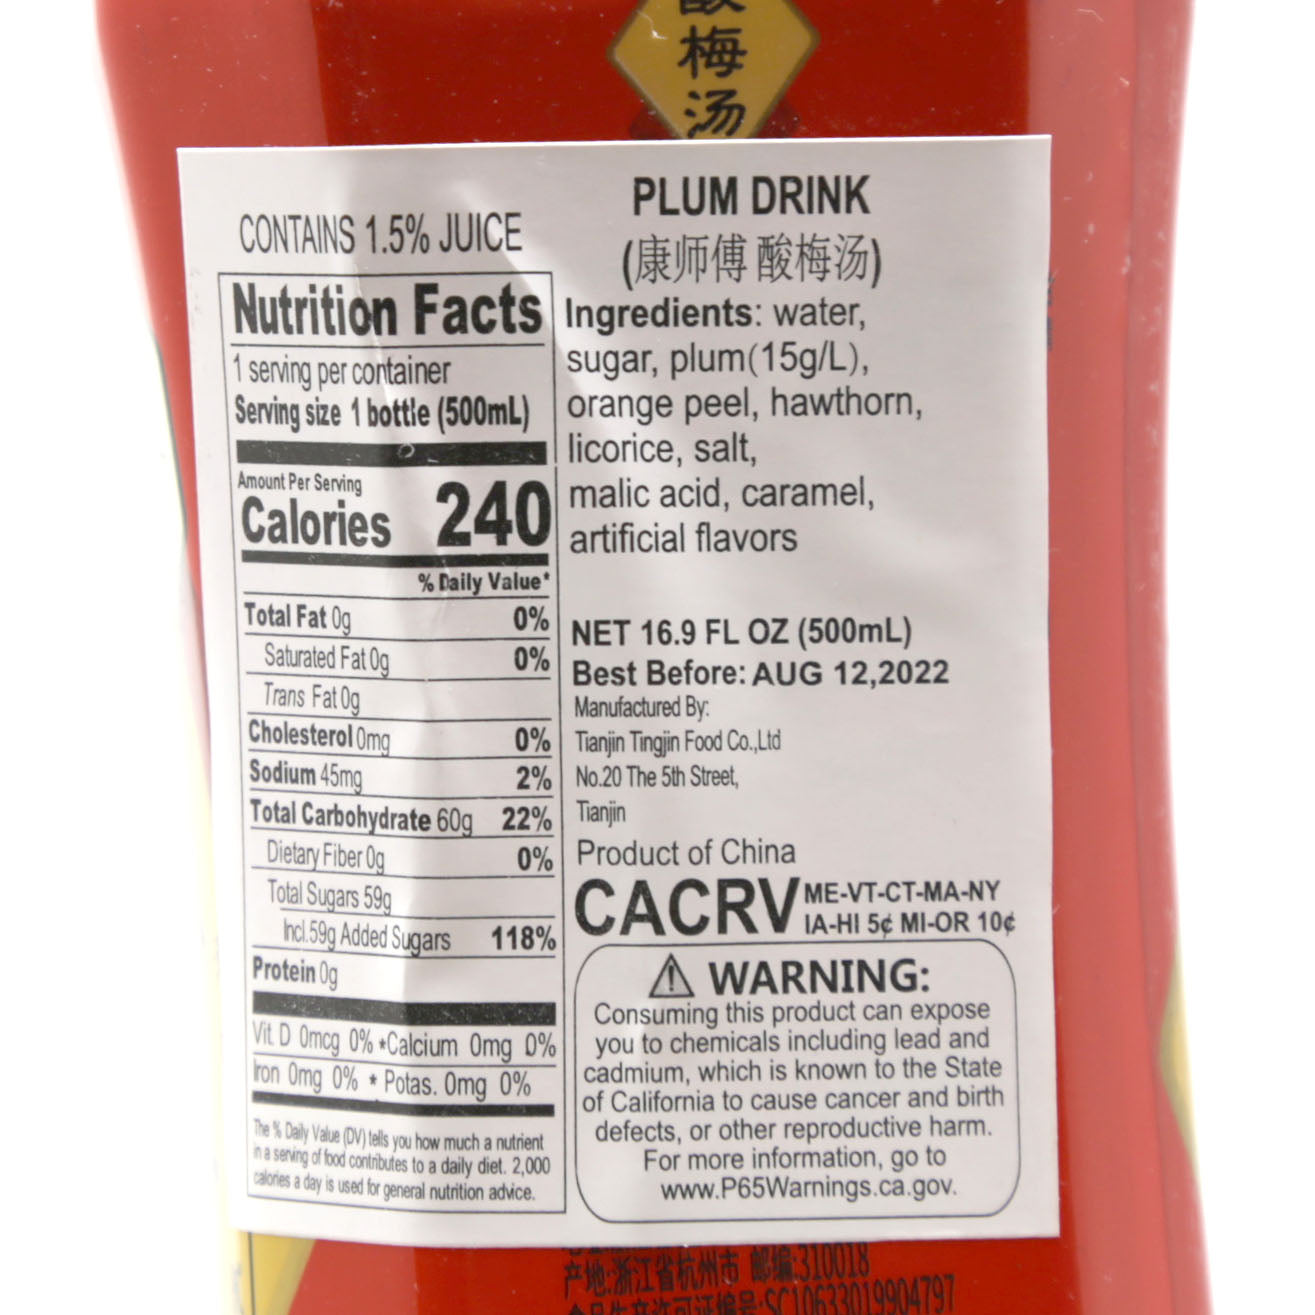 梅
汤
CONTAINS 1.5% JUICE
Nutrition Facts
1 serving per container
Serving size 1 bottle (500mL)
Amount Per Serving
Calories 240
% Daily Value*
Total Fat 0g 0%
Saturated Fat 0g 0%
Trans Fat 0g
Cholesterol 0mg 0%
Sodium 45mg 2%
Total Carbohydrate 60g 22%
Dietary Fiber 0g 0%
Total Sugars 59g
Incl. 59g Added Sugars 118%
Protein 0g
Vit. D 0mcg 0% *Calcium 0mg 0%
Iron 0mg 0% * Potas. 0mg 0%
The % Daily Value (DV) tells you how much a nutrient
in a serving of food contributes to a daily diet. 2,000
calories a day is used for general nutrition advice.
PLUM DRINK
(康师傅 酸梅汤)
Ingredients: water,
sugar, plum(15g/L),
orange peel, hawthorn,
licorice, salt,
malic acid, caramel,
artificial flavors
NET 16.9 FL OZ (500mL)
Best Before: AUG 12,2022
Manufactured By:
Tianjin Tingjin Food Co.,Ltd
No.20 The 5th Street,
Tianjin
Product of China
CACRV ME-VT-CT-MA-NY
IA-HI 5¢ MI-OR 10¢
WARNING:
Consuming this product can expose
you to chemicals including lead and
cadmium, which is known to the State
of California to cause cancer and birth
defects, or other reproductive harm.
For more information, go to
www.P65Warnings.ca.gov.
产地:浙江省杭州市 邮编:310018
食品生产许可证编号:SC10633019904797